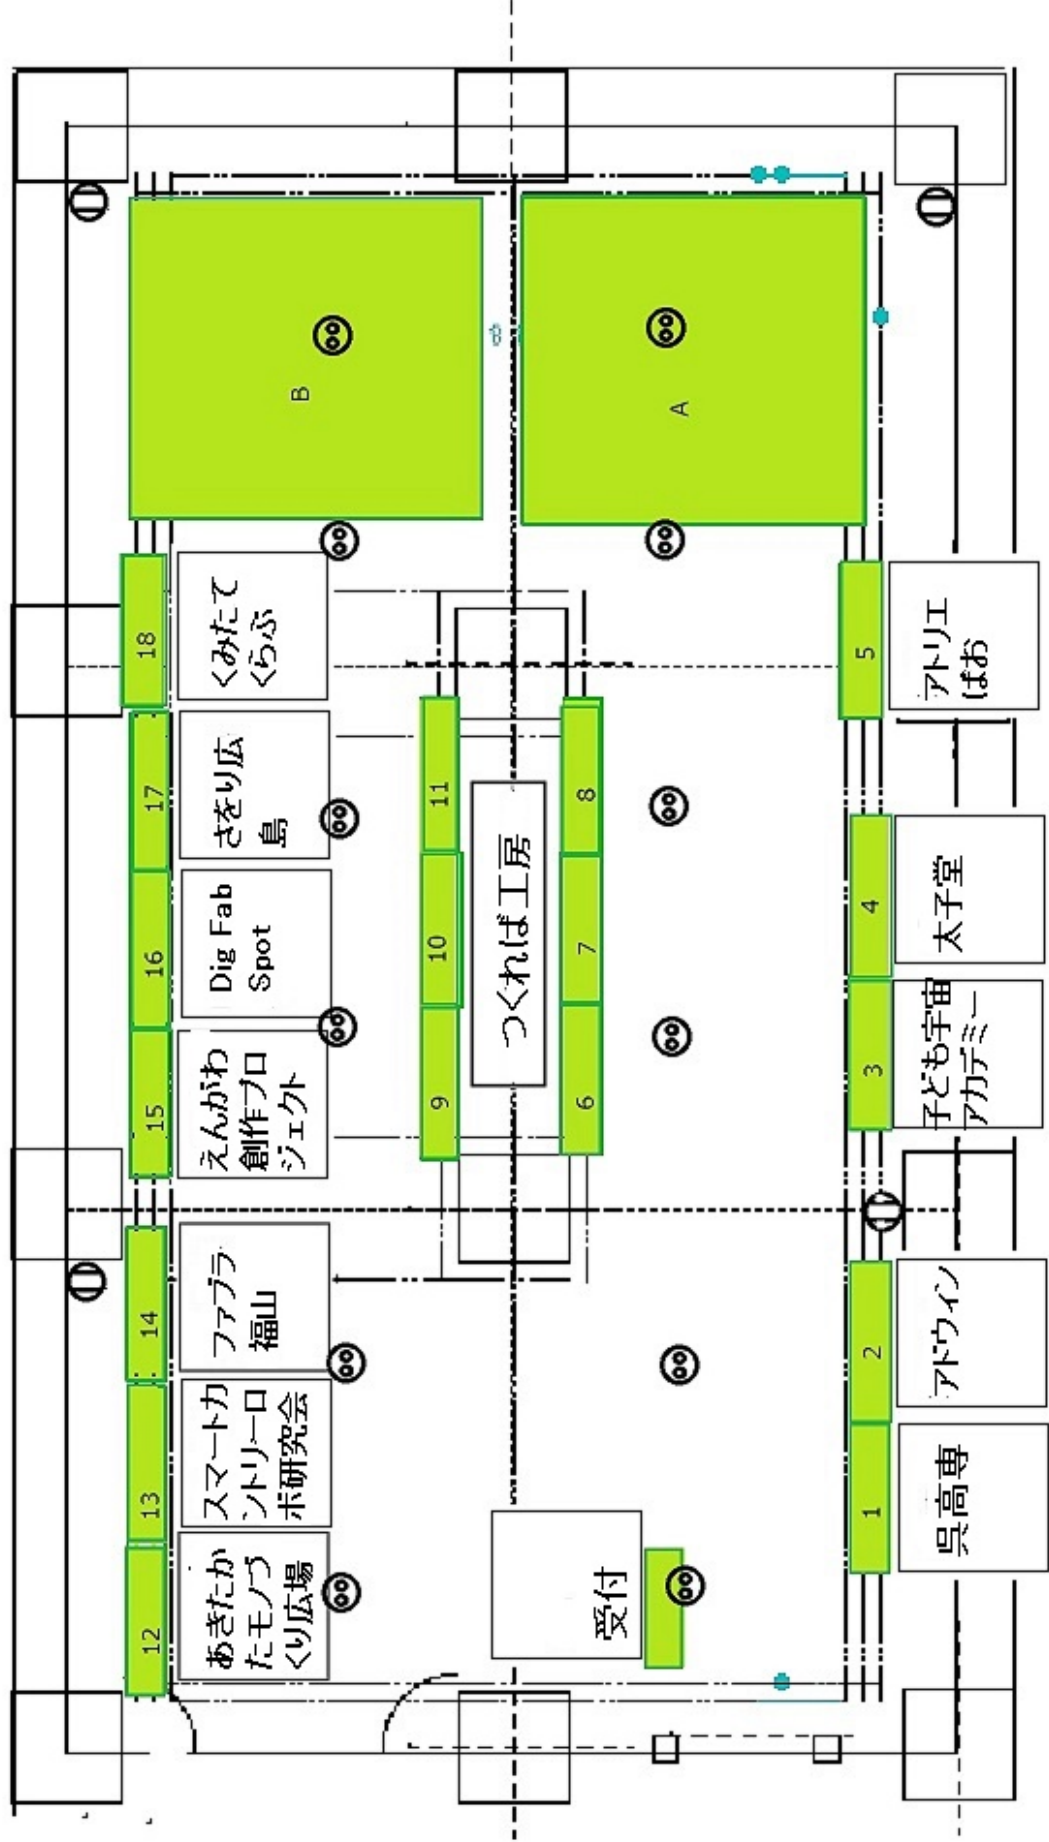 12
13
14
15
16
17
18
あきたか
たモノづ
くり広場
スマートカ
ントリーロ
ボ研究会
ファブラ
福山
えんがわ
創作プロ
ジェクト
Dig Fab
Spot
さをり広
島
くみたて
くらぶ
B
9
10
11
つくれば工房
6
7
8
受付
A
1
2
3
4
5
呉高専
アドウィン
子ども宇宙
アカデミー
太子堂
アトリエ
ぱお